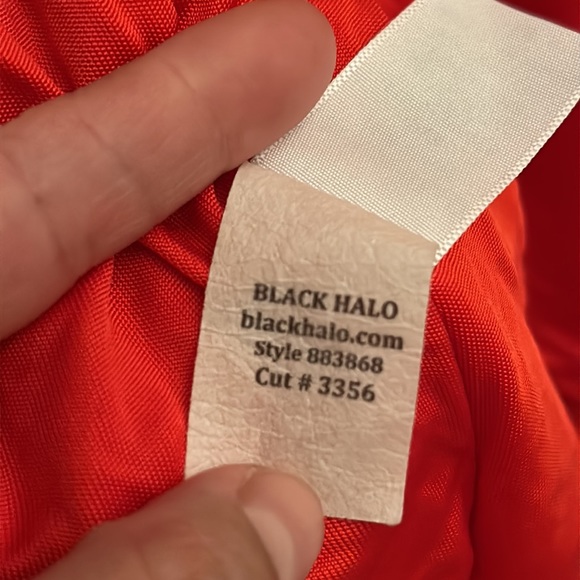 BLACK HALO
blackhalo.com
Style 883868
Cut # 3356